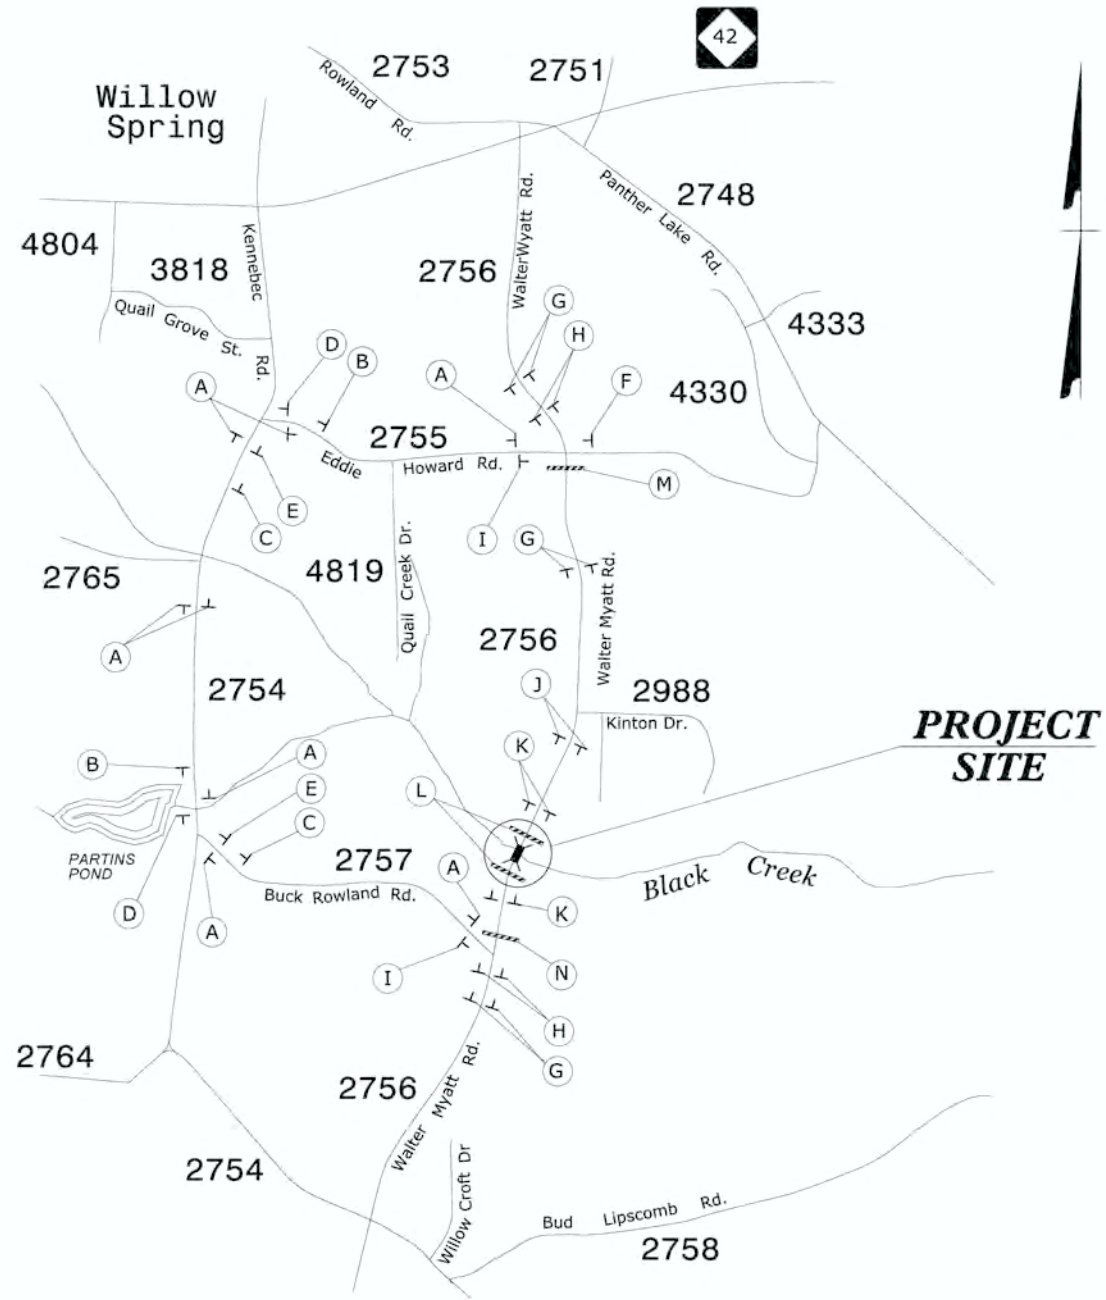 42
2753
2751
Rowland Rd.
Willow
Spring
Panther Lake Rd.
2748
4804
3818
Kennebec Rd.
2756
WalterWyatt Rd.
Quail Grove St.
G
4333
H
D
B
A
A
F
4330
2755
Eddie Howard Rd.
M
E
C
I
G
2765
4819
Quail Creek Dr.
Walter Myatt Rd.
2756
A
J
2754
2988
Kinton Dr.
PROJECT
SITE
K
A
B
E
L
C
PARTINS
POND
2757
A
Black Creek
Buck Rowland Rd.
D
A
K
I
N
H
2764
G
2756
Walter Myatt Rd.
2754
Willow Croft Dr
Bud Lipscomb Rd.
2758